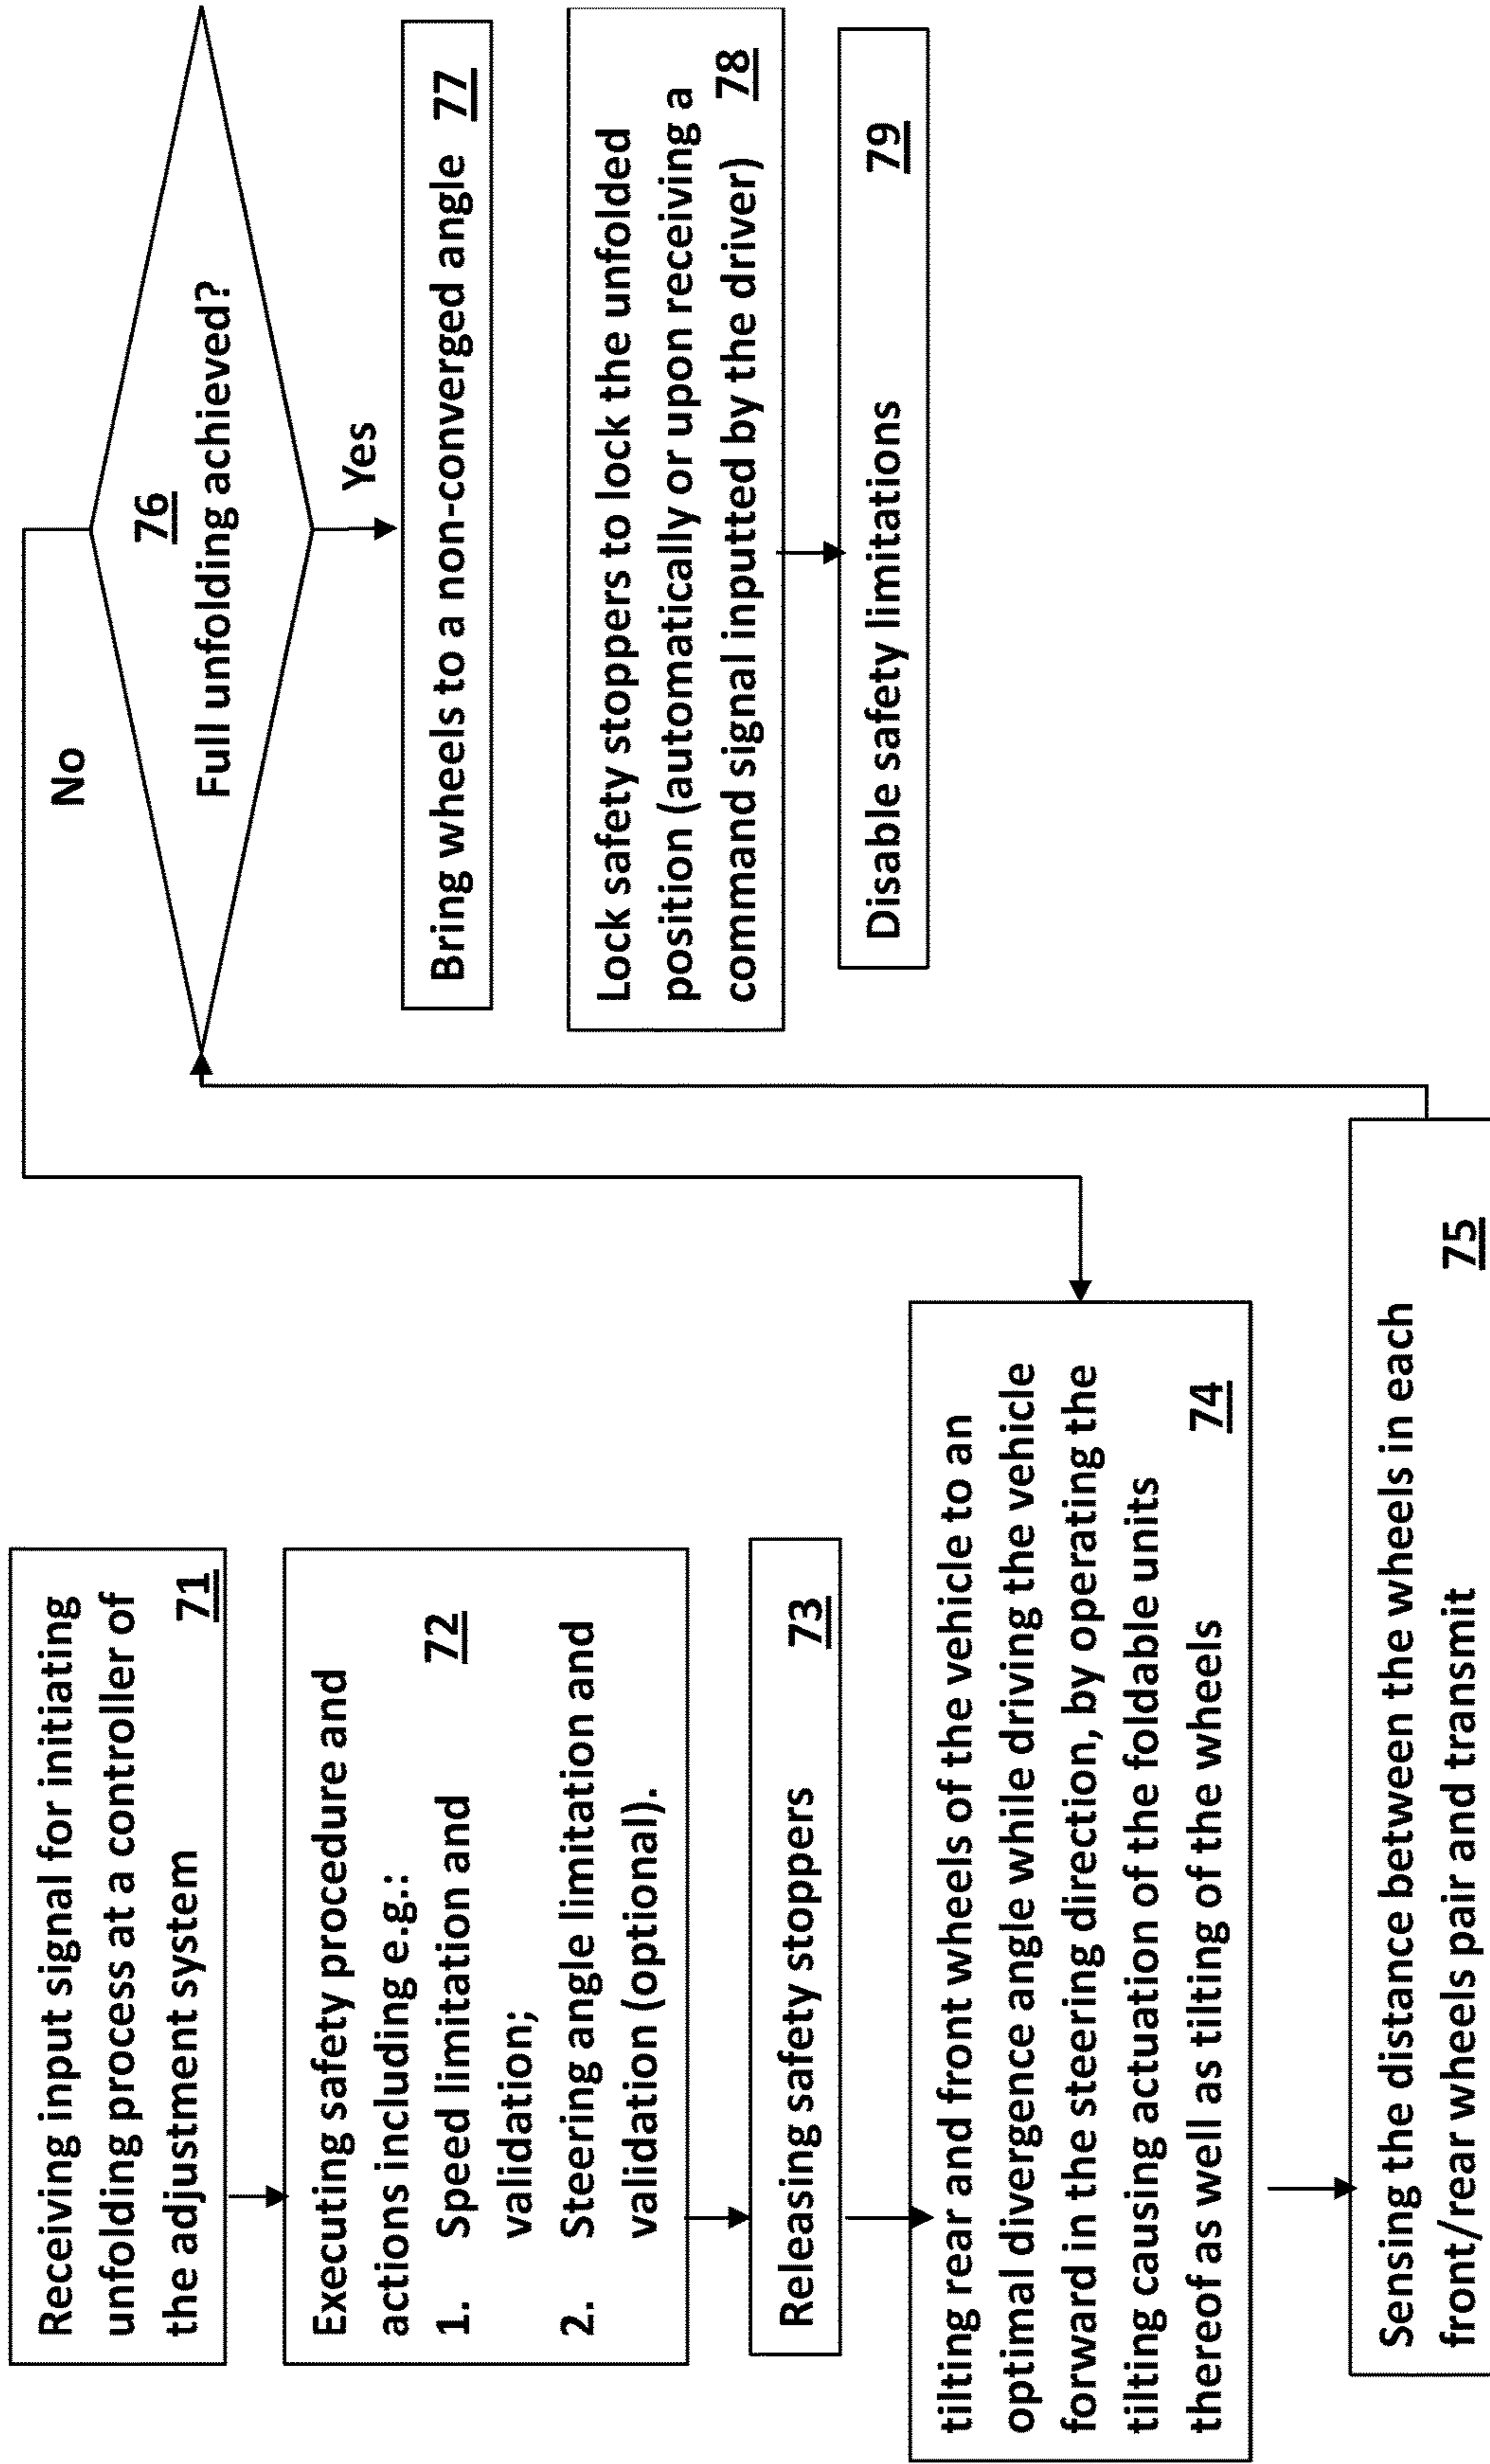 Receiving input signal for initiating
unfolding process at a controller of
the adjustment system 71
Executing safety procedure and
actions including e.g.: 72
1. Speed limitation and
validation;
2. Steering angle limitation and
validation (optional).
Releasing safety stoppers 73
tilting rear and front wheels of the vehicle to an
optimal divergence angle while driving the vehicle
forward in the steering direction, by operating the
tilting causing actuation of the foldable units
thereof as well as tilting of the wheels 74
Sensing the distance between the wheels in each
front/rear wheels pair and transmit 75
No
76
Full unfolding achieved?
Yes
Bring wheels to a non-converged angle 77
Lock safety stoppers to lock the unfolded
position (automatically or upon receiving a
command signal inputted by the driver) 78
Disable safety limitations 79